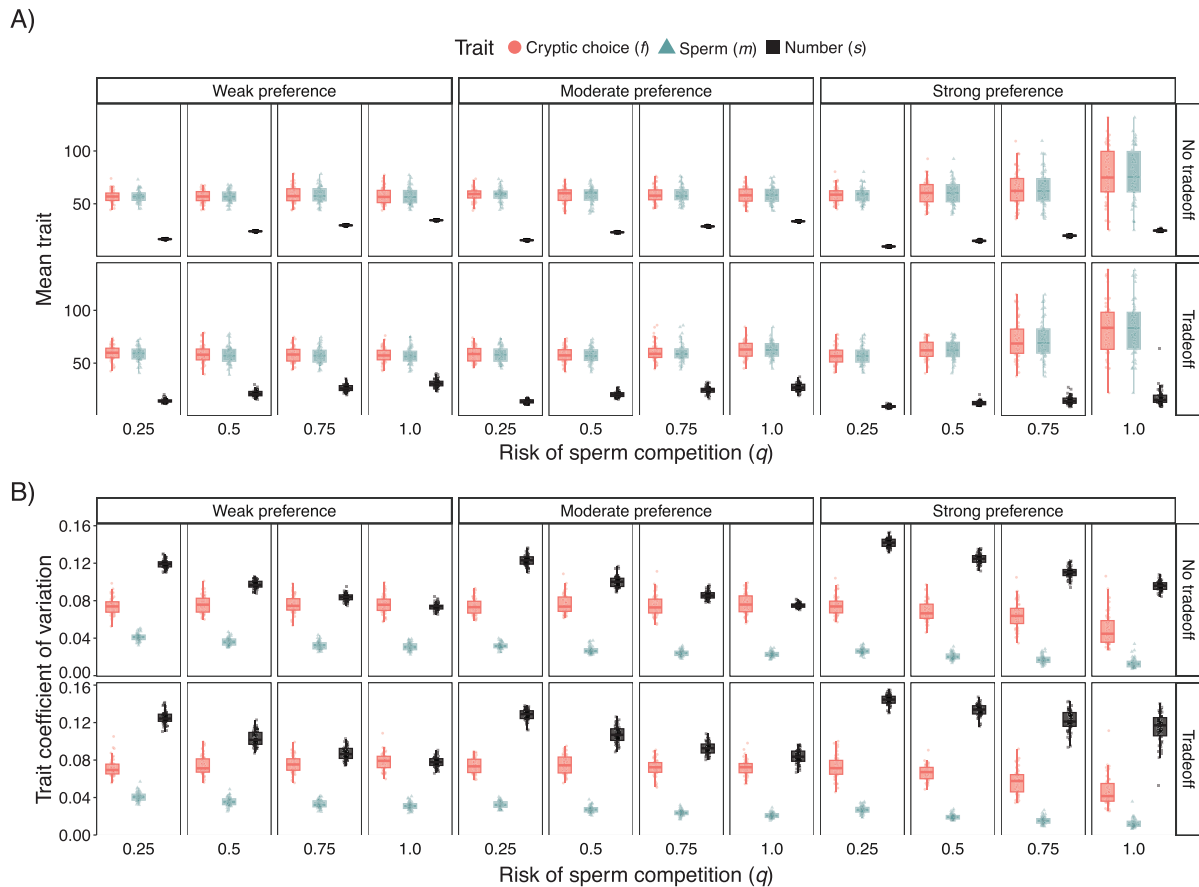 A)
Trait Cryptic choice (f) Sperm (m) Number (s)
Weak preference Moderate preference Strong preference
Mean trait
100
50
No tradeoff
100
50
Tradeoff
0.25 0.5 0.75 1.0 0.25 0.5 0.75 1.0 0.25 0.5 0.75 1.0
Risk of sperm competition (q)
B)
Weak preference Moderate preference Strong preference
Trait coefficient of variation
0.16
0.12
0.08
0.04
0.00
No tradeoff
0.16
0.12
0.08
0.04
0.00
Tradeoff
0.25 0.5 0.75 1.0 0.25 0.5 0.75 1.0 0.25 0.5 0.75 1.0
Risk of sperm competition (q)